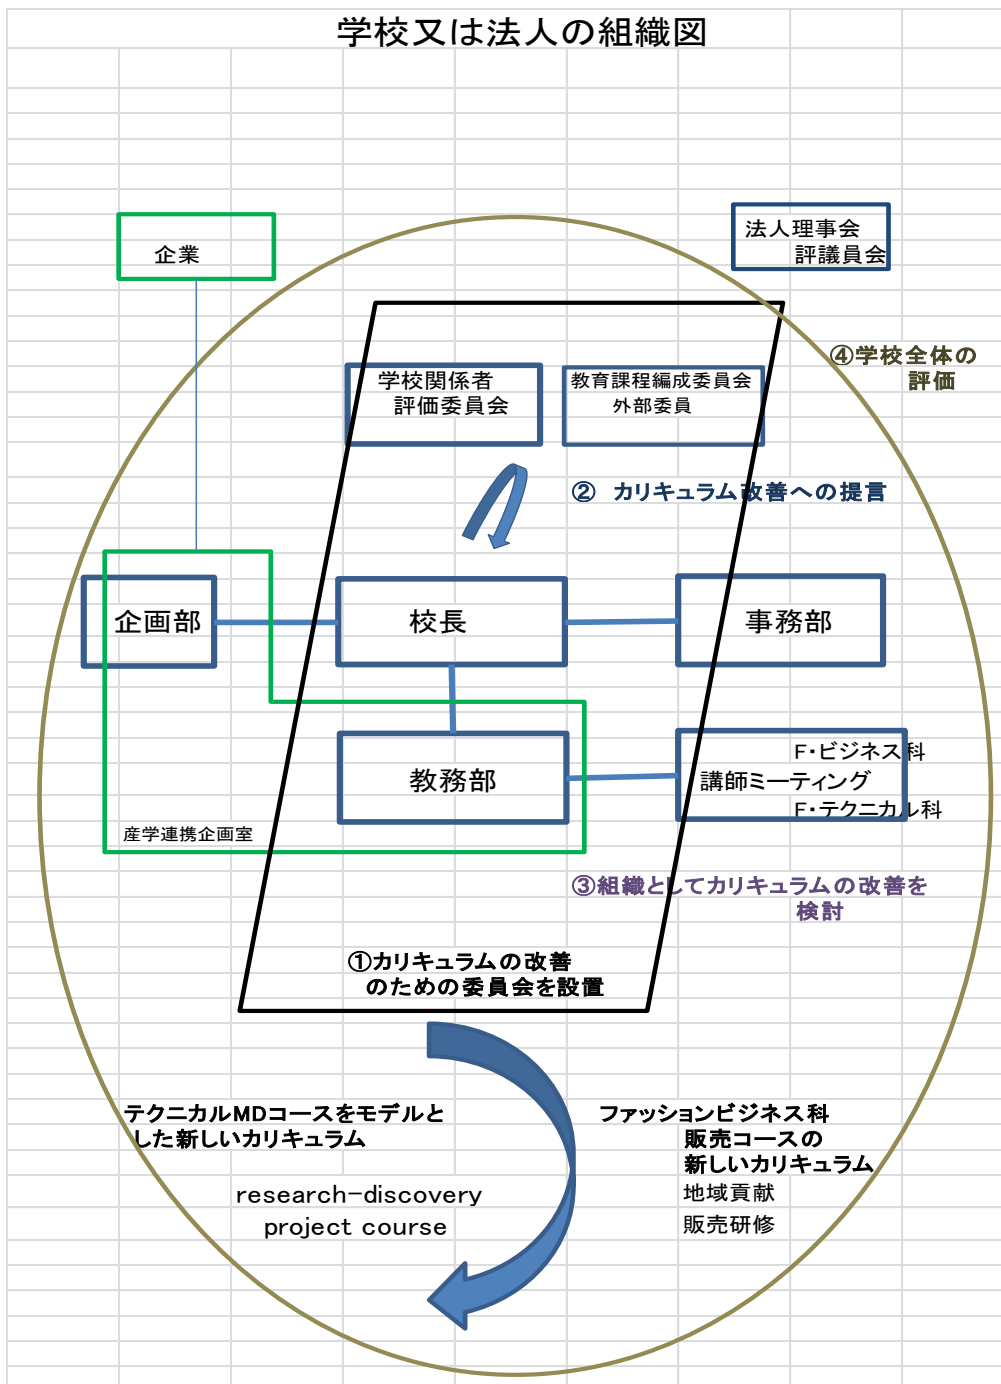 学校又は法人の組織図
企業
法人理事会
評議員会
④学校全体の
評価
学校関係者
評価委員会
教育課程編成委員会
外部委員
② カリキュラム改善への提言
企画部
校長
事務部
教務部
F・ビジネス科
講師ミーティング
F・テクニカル科
産学連携企画室
③組織としてカリキュラムの改善を
検討
①カリキュラムの改善
のための委員会を設置
テクニカルMDコースをモデルと
した新しいカリキュラム
research-discovery
project course
ファッションビジネス科
販売コースの
新しいカリキュラム
地域貢献
販売研修